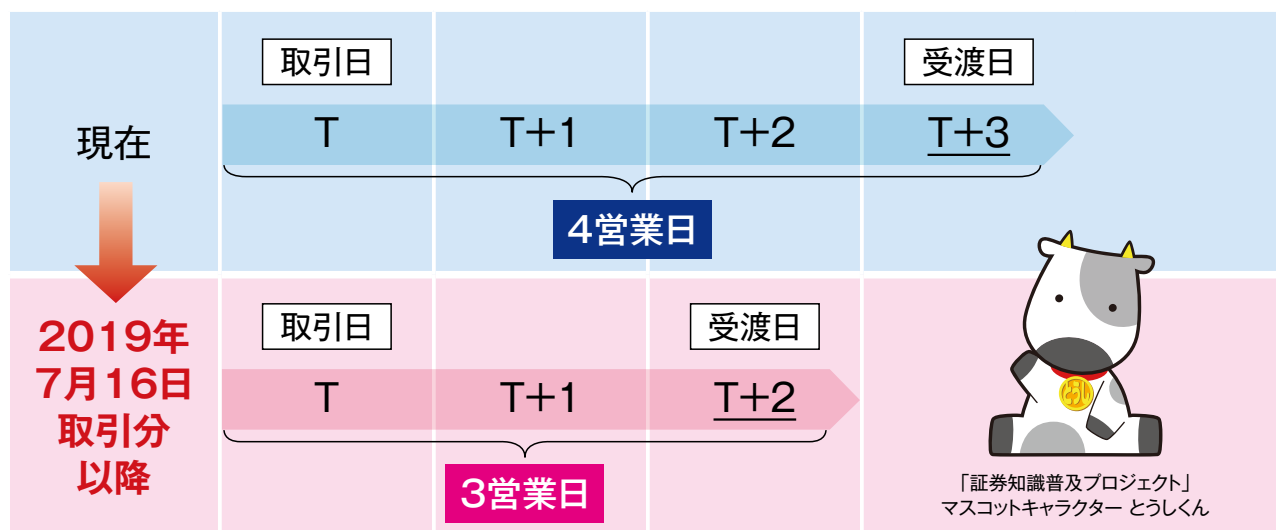 取引日
受渡日
現在
T
T+1
T+2
T+3
4営業日
2019年
7月16日
取引分
以降
取引日
受渡日
T
T+1
T+2
3営業日
とうし
「証券知識普及プロジェクト」
マスコットキャラクター とうしくん